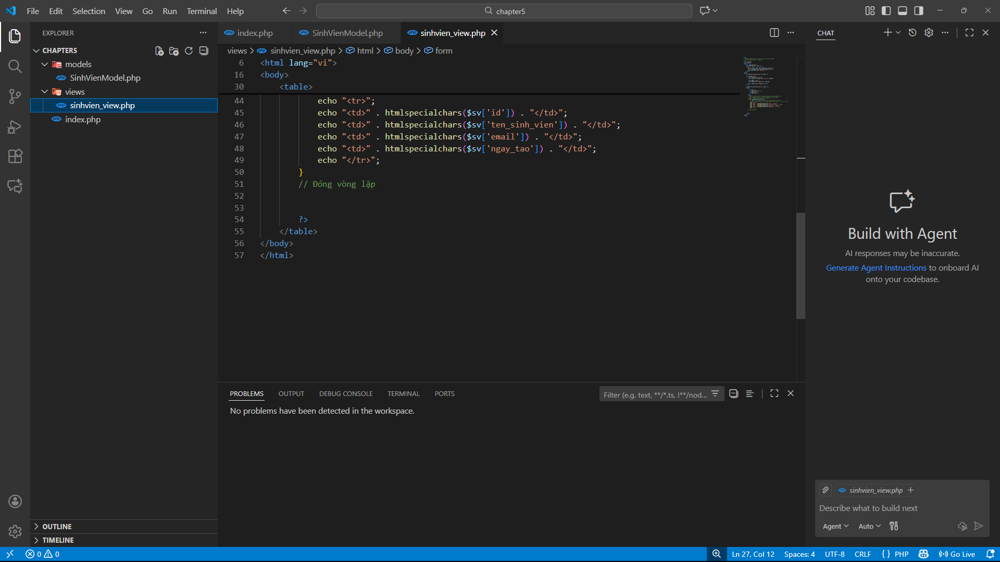 File Edit Selection View Go Run Terminal Help
chapter5
EXPLORER
CHAPTER5
models
SinhVienModel.php
views
sinhvien_view.php
index.php
OUTLINE
TIMELINE
index.php SinhVienModel.php sinhvien_view.php
views > sinhvien_view.php > html > body > form
6 <html lang="vi">
16 <body>
30 <table>
44 echo "<tr>";
45 echo "<td>" . htmlspecialchars($sv['id']) . "</td>";
46 echo "<td>" . htmlspecialchars($sv['ten_sinh_vien']) . "</td>";
47 echo "<td>" . htmlspecialchars($sv['email']) . "</td>";
48 echo "<td>" . htmlspecialchars($sv['ngay_tao']) . "</td>";
49 echo "</tr>";
50 }
51 // Đóng vòng lặp
52
53
54 ?>
55 </table>
56 </body>
57 </html>
PROBLEMS OUTPUT DEBUG CONSOLE TERMINAL PORTS
Filter (e.g. text, **/*.ts, !**/nod...
No problems have been detected in the workspace.
CHAT
Build with Agent
AI responses may be inaccurate.
Generate Agent Instructions to onboard AI
onto your codebase.
sinhvien_view.php
Describe what to build next
Agent Auto
0 0
Ln 27, Col 12 Spaces: 4 UTF-8 CRLF { } PHP Go Live